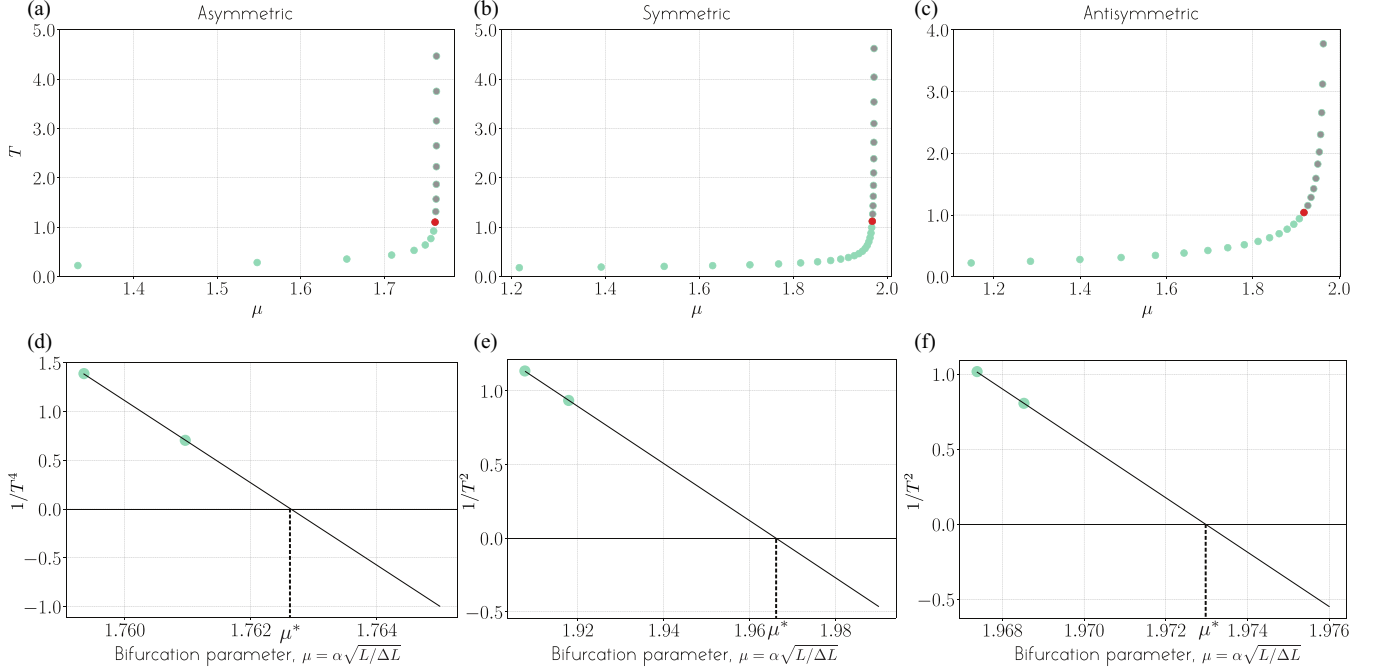 (a) Asymmetric (b) Symmetric (c) Antisymmetric
5.0 5.0 4.0
4.0 4.0 3.0
T 3.0 3.0 2.0
2.0 2.0 1.0
1.0 1.0 0.0
0.0 0.0
1.4 1.5 1.6 1.7 1.2 1.4 1.6 1.8 2.0 1.2 1.4 1.6 1.8 2.0
μ μ μ
(d) (e) (f)
1.5 1.0 1.0
1.0 0.5 0.5
0.5 0.0 0.0
0.0 −0.5 −0.5
−0.5
−1.0
1/T⁴ 1/T² 1/T²
1.760 1.762 μ* 1.764 1.92 1.94 1.96 μ* 1.98 1.968 1.970 1.972 μ* 1.974 1.976
Bifurcation parameter, μ = α√L/ΔL Bifurcation parameter, μ = α√L/ΔL Bifurcation parameter, μ = α√L/ΔL